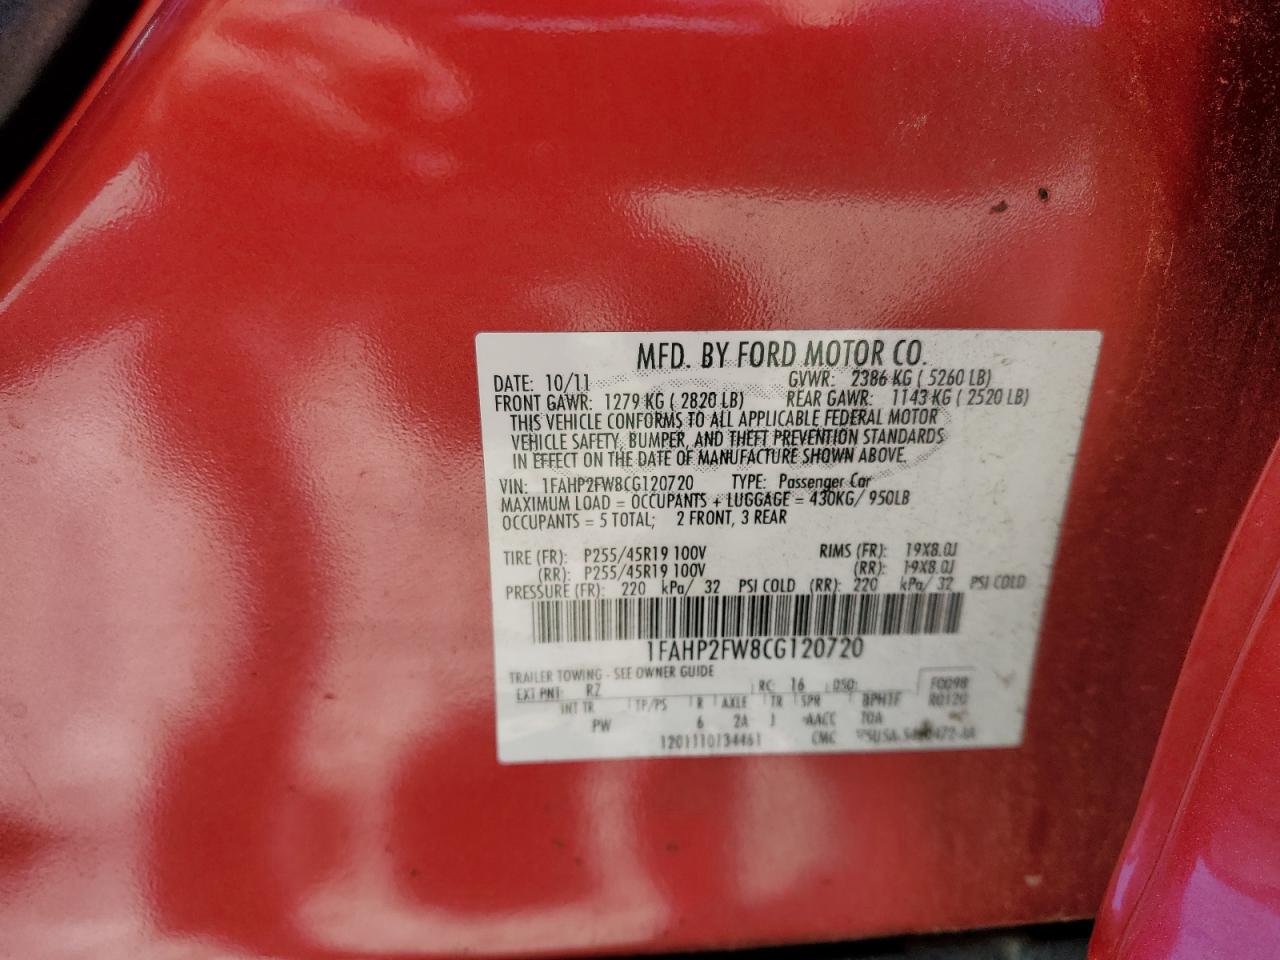 MFD. BY FORD MOTOR CO.
DATE: 10/11 GVWR: 2386 KG ( 5260 LB)
FRONT GAWR: 1279 KG ( 2820 LB) REAR GAWR: 1143 KG ( 2520 LB)
THIS VEHICLE CONFORMS TO ALL APPLICABLE FEDERAL MOTOR
VEHICLE SAFETY, BUMPER, AND THEFT PREVENTION STANDARDS
IN EFFECT ON THE DATE OF MANUFACTURE SHOWN ABOVE.
VIN: 1FAHP2FW8CG120720 TYPE: Passenger Car
MAXIMUM LOAD = OCCUPANTS + LUGGAGE = 430KG/ 950LB
OCCUPANTS = 5 TOTAL; 2 FRONT, 3 REAR
TIRE (FR): P255/45R19 100V RIMS (FR): 19X8.0J
(RR): P255/45R19 100V (RR): 19X8.0J
PRESSURE (FR): 220 kPa/ 32 PSI COLD (RR): 220 kPa/ 32 PSI COLD
1FAHP2FW8CG120720
TRAILER TOWING - SEE OWNER GUIDE
EXT PNT: RZ RC: 16 DSO: F0098
INT TR TP/PS R AXLE TR SPR R0120
PW 6 2A J AACC
CMC